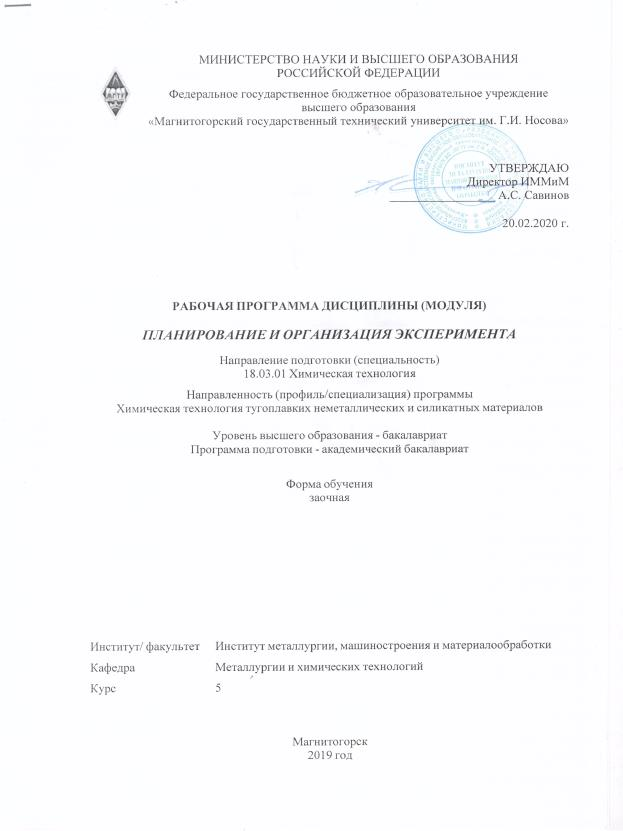 МИНИСТЕРСТВО НАУКИ И ВЫСШЕГО ОБРАЗОВАНИЯ
РОССИЙСКОЙ ФЕДЕРАЦИИ
Федеральное государственное бюджетное образовательное учреждение
высшего образования
«Магнитогорский государственный технический университет им. Г.И. Носова»
УТВЕРЖДАЮ
Директор ИММиМ
А.С. Савинов
20.02.2020 г.
РАБОЧАЯ ПРОГРАММА ДИСЦИПЛИНЫ (МОДУЛЯ)
ПЛАНИРОВАНИЕ И ОРГАНИЗАЦИЯ ЭКСПЕРИМЕНТА
Направление подготовки (специальность)
18.03.01 Химическая технология
Направленность (профиль/специализация) программы
Химическая технология тугоплавких неметаллических и силикатных материалов
Уровень высшего образования - бакалавриат
Программа подготовки - академический бакалавриат
Форма обучения
заочная
Институт/ факультет Институт металлургии, машиностроения и материалообработки
Кафедра Металлургии и химических технологий
Курс 5
Магнитогорск
2019 год